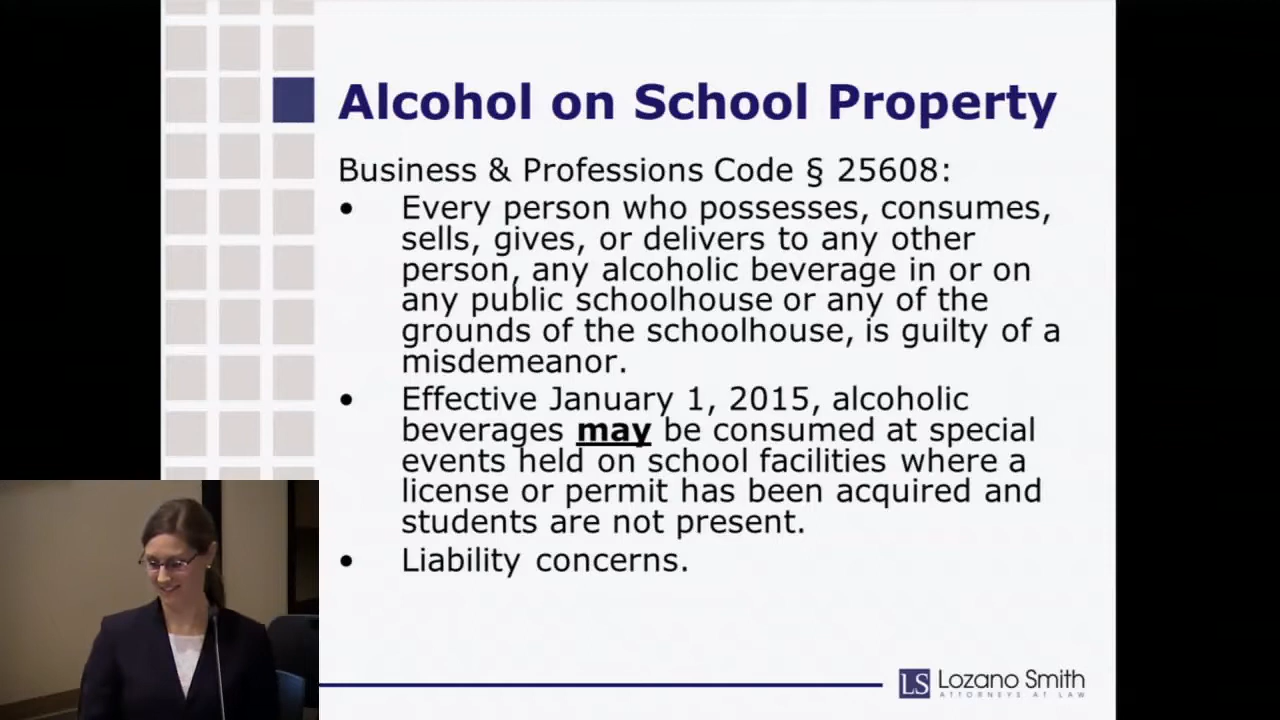 Alcohol on School Property
Business & Professions Code § 25608:
• Every person who possesses, consumes,
sells, gives, or delivers to any other
person, any alcoholic beverage in or on
any public schoolhouse or any of the
grounds of the schoolhouse, is guilty of a
misdemeanor.
• Effective January 1, 2015, alcoholic
beverages may be consumed at special
events held on school facilities where a
license or permit has been acquired and
students are not present.
• Liability concerns.
LS Lozano Smith
ATTORNEYS AT LAW